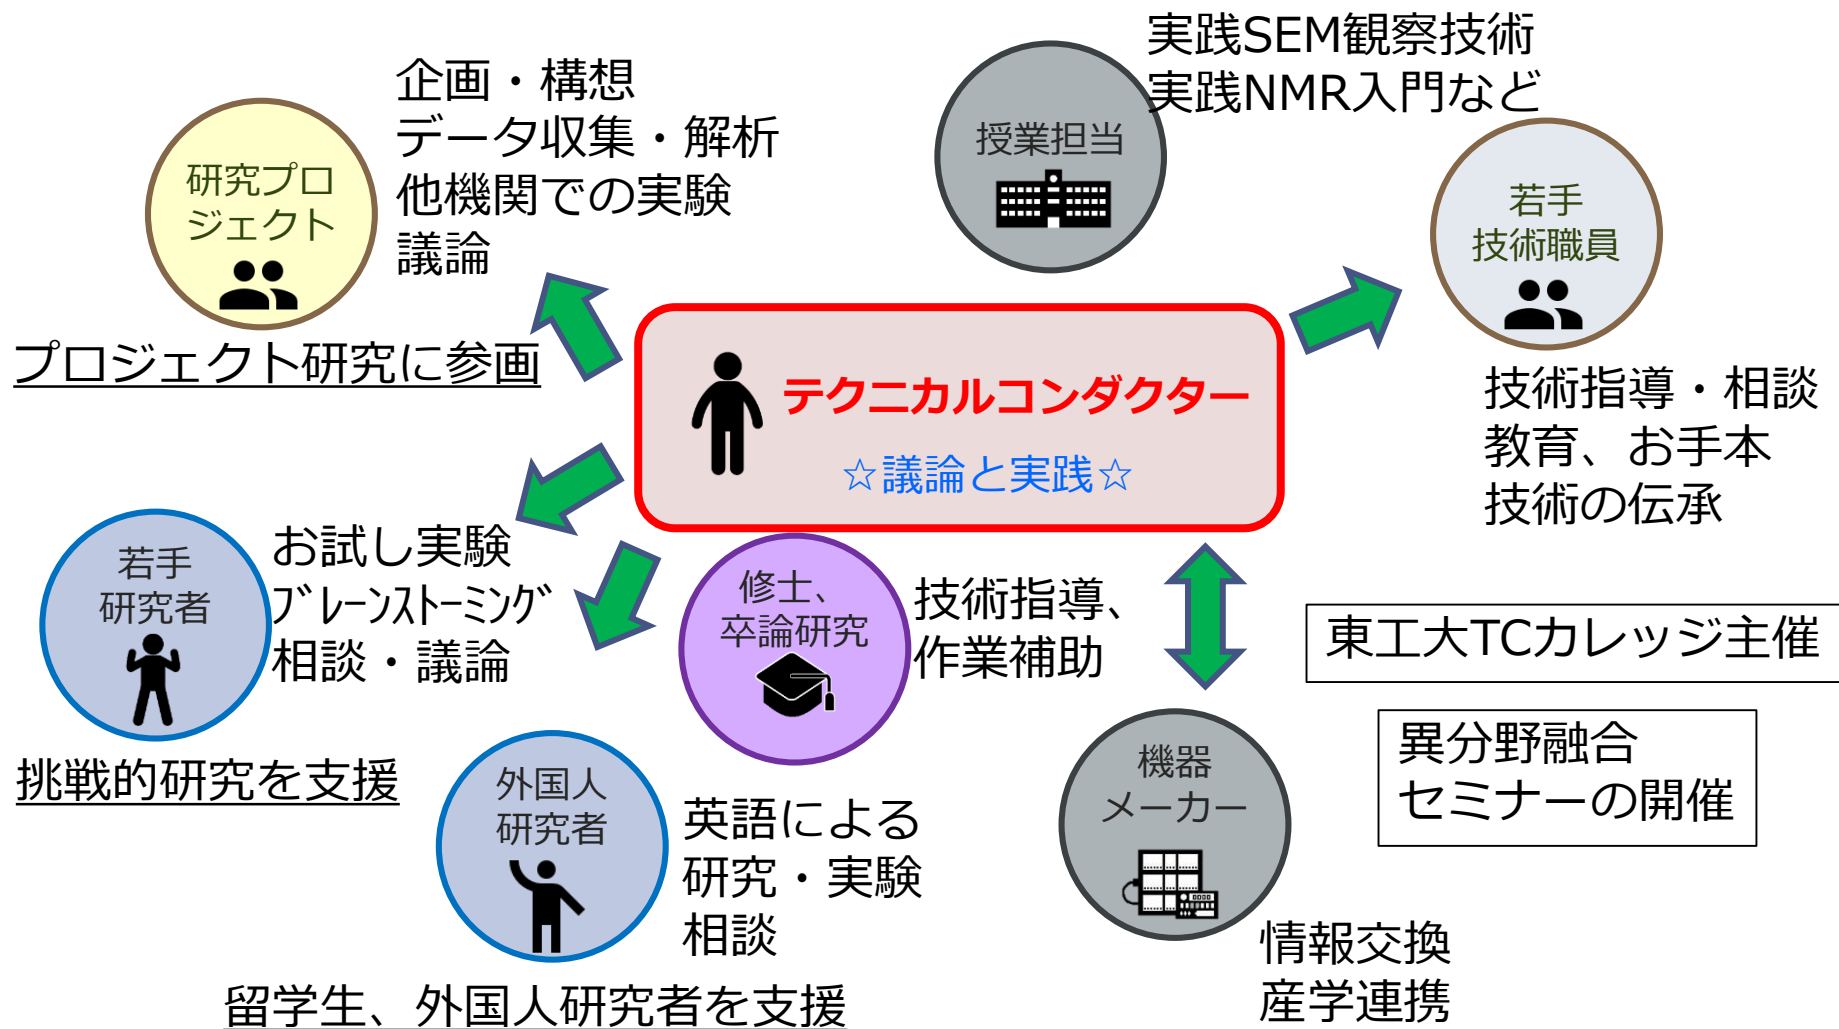 実践SEM観察技術
実践NMR入門など
授業担当
企画・構想
データ収集・解析
他機関での実験
議論
研究プロ
ジェクト
プロジェクト研究に参画
若手
技術職員
技術指導・相談
教育、お手本
技術の伝承
テクニカルコンダクター
☆議論と実践☆
若手
研究者
お試し実験
ﾌﾞﾚｰﾝｽﾄｰﾐﾝｸﾞ
相談・議論
挑戦的研究を支援
修士、
卒論研究
技術指導、
作業補助
外国人
研究者
英語による
研究・実験
相談
留学生、外国人研究者を支援
機器
メーカー
情報交換
産学連携
東工大TCカレッジ主催
異分野融合
セミナーの開催